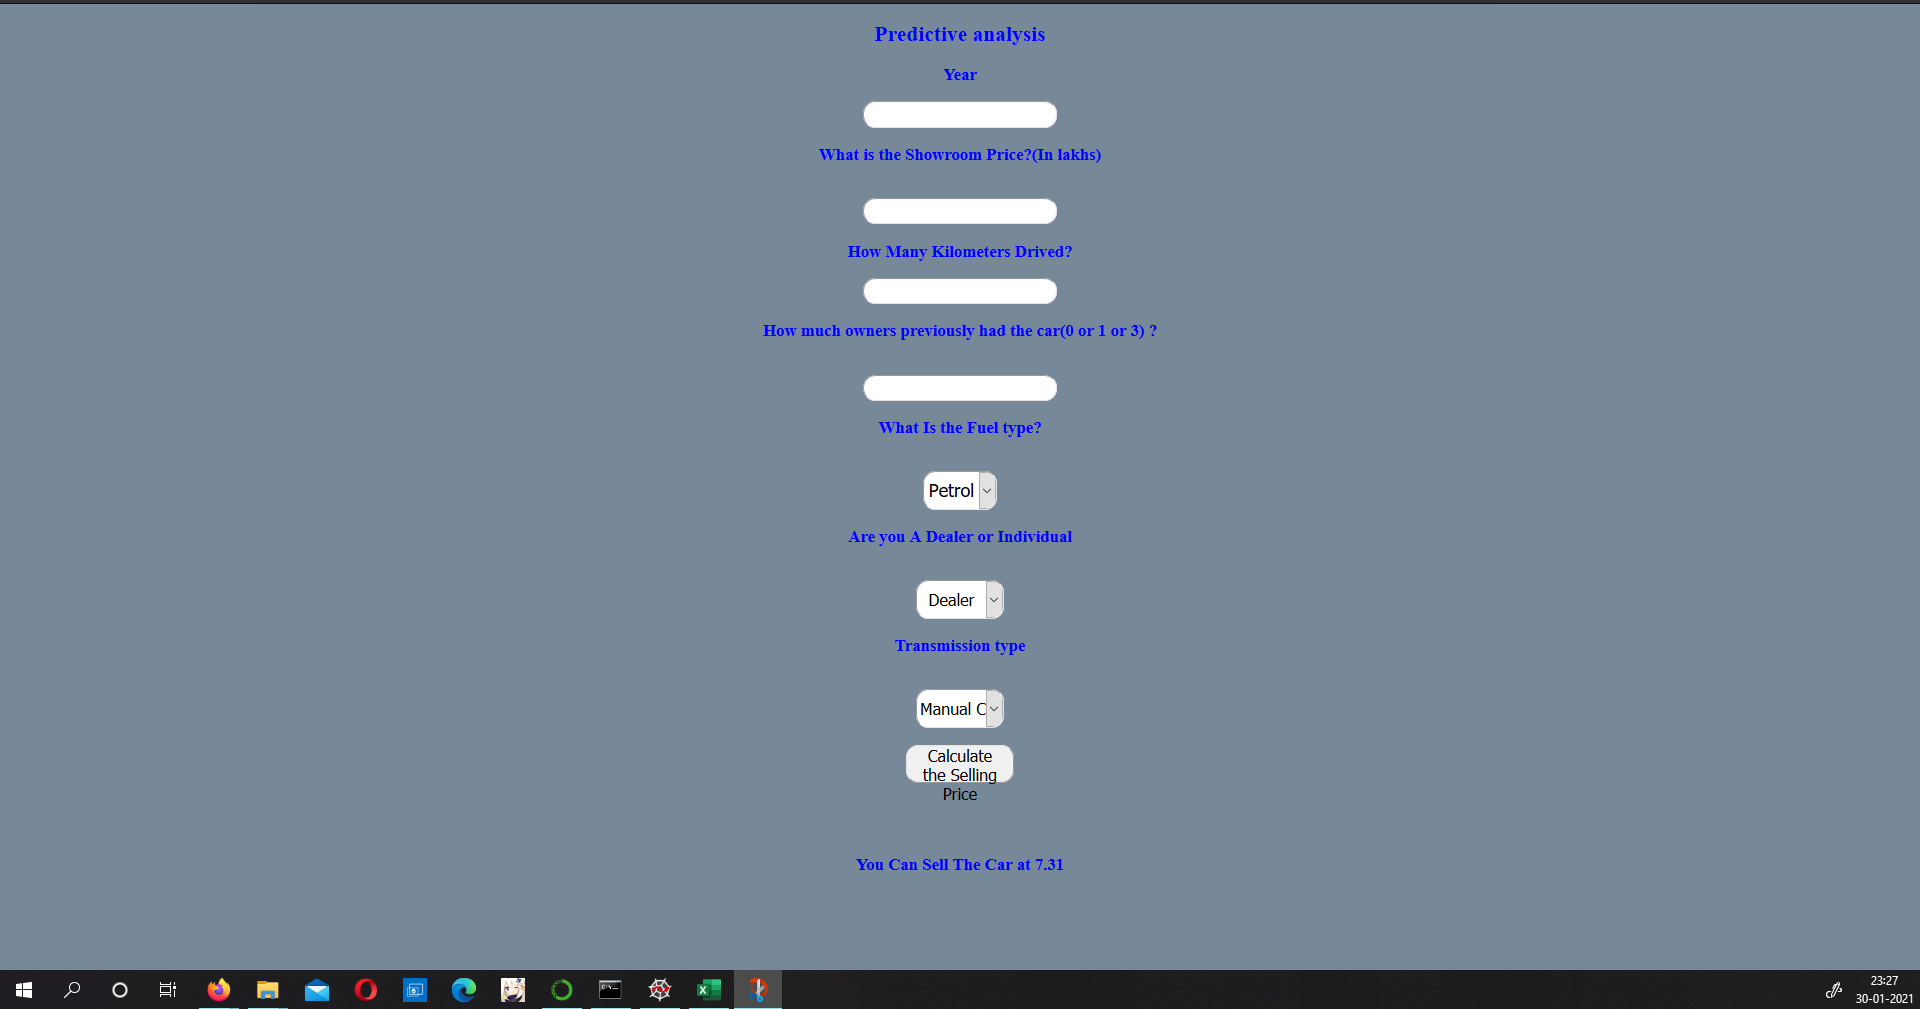 Predictive analysis
Year
What is the Showroom Price?(In lakhs)
How Many Kilometers Drived?
How much owners previously had the car(0 or 1 or 3) ?
What Is the Fuel type?
Petrol
Are you A Dealer or Individual
Dealer
Transmission type
Manual C
Calculate
the Selling
Price
You Can Sell The Car at 7.31
23:27
30-01-2021